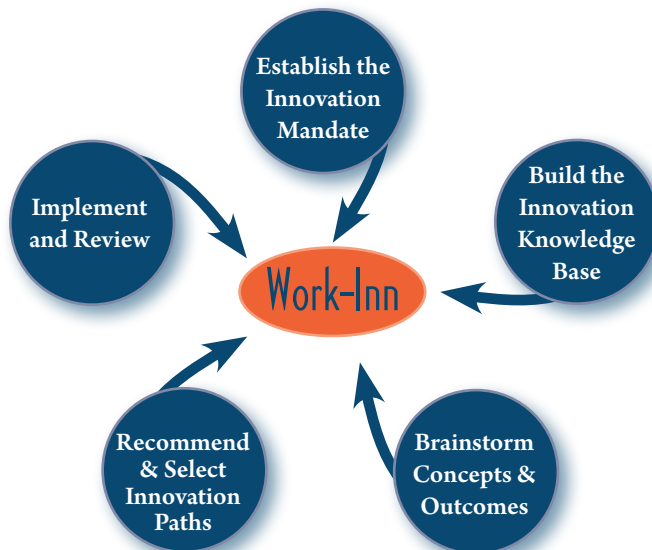 Establish the
Innovation
Mandate
Build the
Innovation
Knowledge
Base
Implement
and Review
Work-Inn
Recommend
& Select
Innovation
Paths
Brainstorm
Concepts &
Outcomes